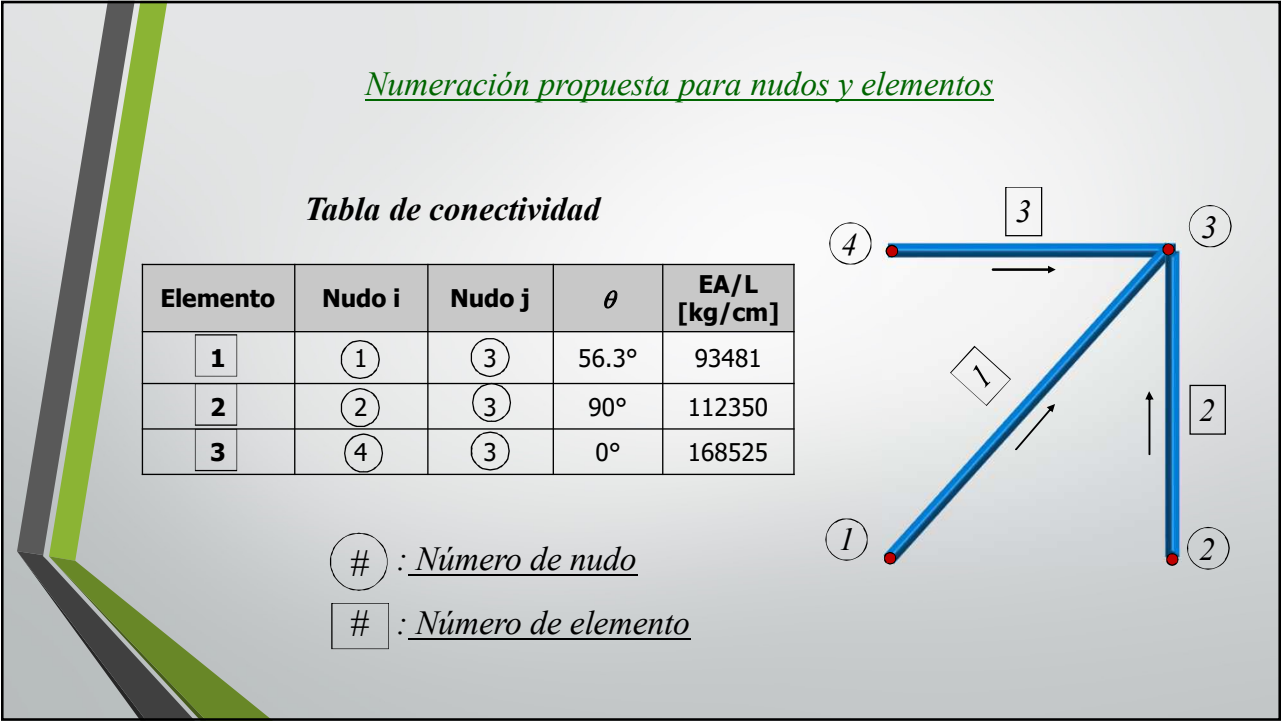 Numeración propuesta para nudos y elementos
Tabla de conectividad
Elemento Nudo i Nudo j θ EA/L [kg/cm]
1 1 3 56.3° 93481
2 2 3 90° 112350
3 4 3 0° 168525
# : Número de nudo
# : Número de elemento
3
4
3
1
2
1
2